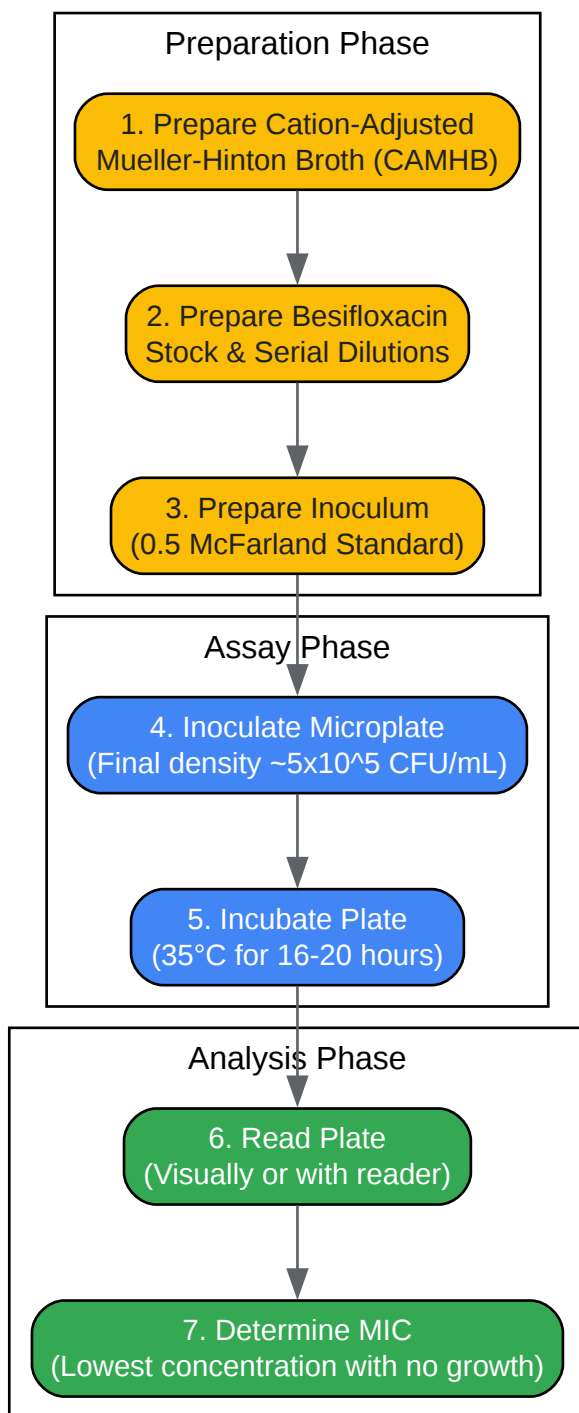 Preparation Phase
1. Prepare Cation-Adjusted
Mueller-Hinton Broth (CAMHB)
2. Prepare Besifloxacin
Stock & Serial Dilutions
3. Prepare Inoculum
(0.5 McFarland Standard)
Assay Phase
4. Inoculate Microplate
(Final density ~5x10^5 CFU/mL)
5. Incubate Plate
(35°C for 16-20 hours)
Analysis Phase
6. Read Plate
(Visually or with reader)
7. Determine MIC
(Lowest concentration with no growth)